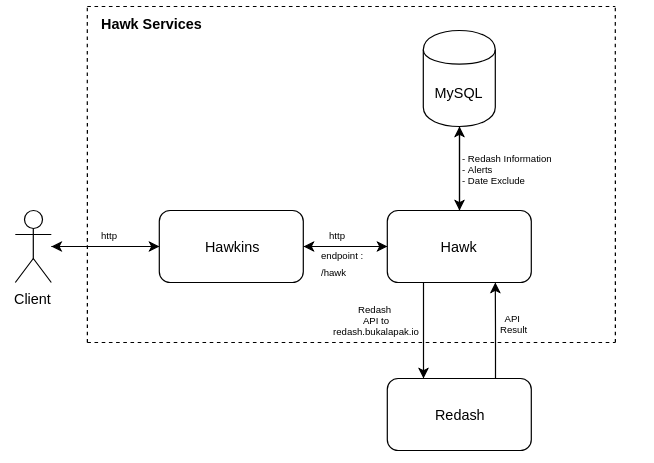 Hawk Services
MySQL
- Redash Information
- Alerts
- Date Exclude
http
Hawkins
http
endpoint :
/hawk
Hawk
Client
Redash
API to
redash.bukalapak.io
API
Result
Redash